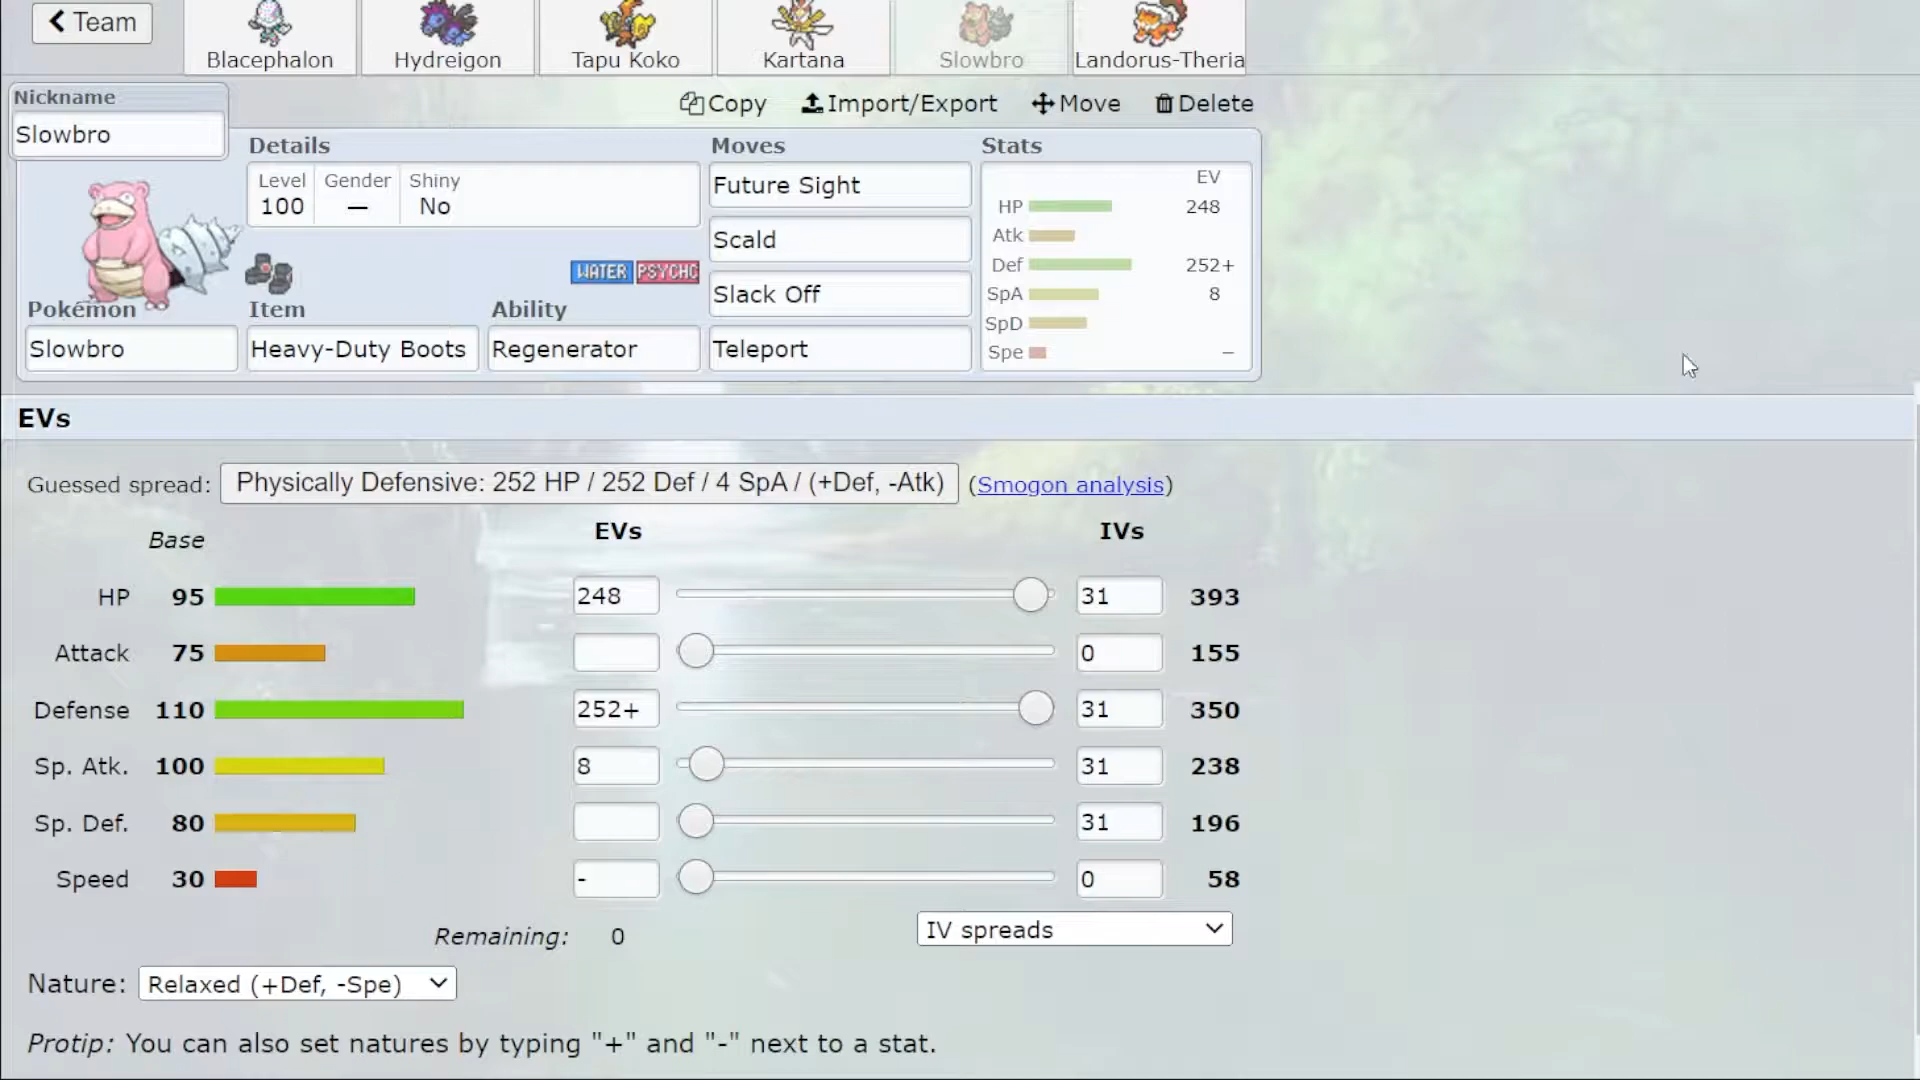 Team
Blacephalon
Hydreigon
Tapu Koko
Kartana
Slowbro
Landorus-Theria
Nickname
Slowbro
Copy
Import/Export
Move
Delete
Details
Moves
Stats
Level
Gender
Shiny
100
—
No
Future Sight
Scald
Slack Off
Teleport
EV
HP 248
Atk
Def 252+
SpA 8
SpD
Spe −
WATER PSYCHC
Pokémon
Item
Ability
Slowbro
Heavy-Duty Boots
Regenerator
EVs
Guessed spread: Physically Defensive: 252 HP / 252 Def / 4 SpA / (+Def, -Atk) (Smogon analysis)
Base EVs IVs
HP 95 248 31 393
Attack 75 0 155
Defense 110 252+ 31 350
Sp. Atk. 100 8 31 238
Sp. Def. 80 31 196
Speed 30 - 0 58
Remaining: 0
IV spreads
Nature: Relaxed (+Def, -Spe)
Protip: You can also set natures by typing "+" and "-" next to a stat.